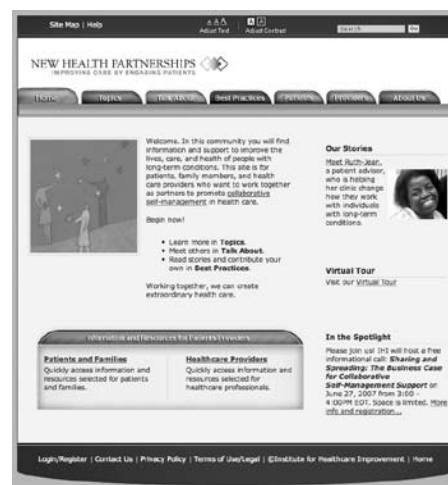 Site Map | Help
A A A
Adjust Text
A A
Adjust Contrast
Search
Go
NEW HEALTH PARTNERSHIPS
IMPROVING CARE BY ENGAGING PATIENTS
Home
Topics
Talk About
Best Practices
Patients
Providers
About Us
Welcome. In this community you will find
information and support to improve the
lives, care, and health of people with
long-term conditions. This site is for
patients, family members, and health
care providers who want to work together
as partners to promote collaborative
self-management in health care.
Begin now!
• Learn more in Topics.
• Meet others in Talk About.
• Read stories and contribute your
own in Best Practices.
Working together, we can create
extraordinary health care.
Our Stories
Meet Ruth-Jean,
a patient advisor,
who is helping
her clinic change
how they work
with individuals
with long-term
conditions.
Virtual Tour
Visit our Virtual Tour
Information and Resources for Patients/Providers
Patients and Families
Quickly access information and
resources selected for patients
and families.
Healthcare Providers
Quickly access information and
resources selected for
healthcare professionals.
In the Spotlight
Please join us! IHI will host a free
informational call: Sharing and
Spreading: The Business Case
for Collaborative
Self-Management Support on
June 27, 2007 from 3:00 -
4:00PM EDT. Space is limited. More
info and registration...
Login/Register | Contact Us | Privacy Policy | Terms of Use/Legal | ©Institute for Healthcare Improvement | Home